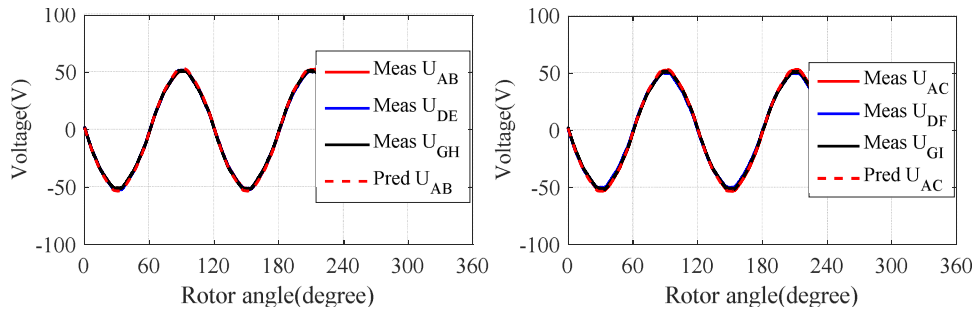 100
50
0
-50
-100
Voltage(V)
Meas U_AB
Meas U_DE
Meas U_GH
Pred U_AB
0 60 120 180 240 300 360
Rotor angle(degree)
100
50
0
-50
-100
Voltage(V)
Meas U_AC
Meas U_DF
Meas U_GI
Pred U_AC
0 60 120 180 240 300 360
Rotor angle(degree)